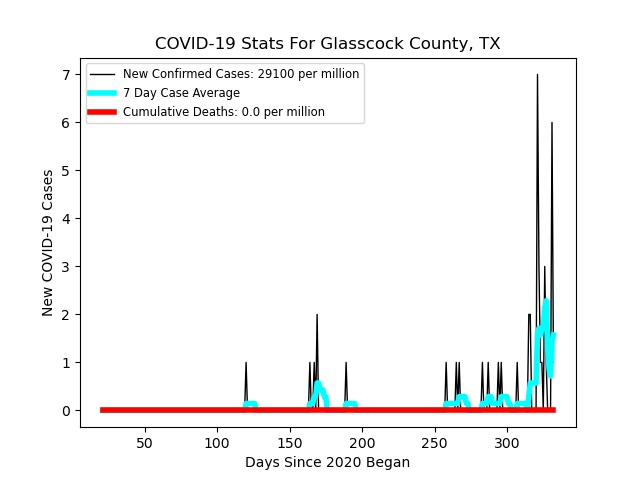 COVID-19 Stats For Glasscock County, TX
New Confirmed Cases: 29100 per million
7 Day Case Average
Cumulative Deaths: 0.0 per million
New COVID-19 Cases
7
6
5
4
3
2
1
0
50
100
150
200
250
300
Days Since 2020 Began